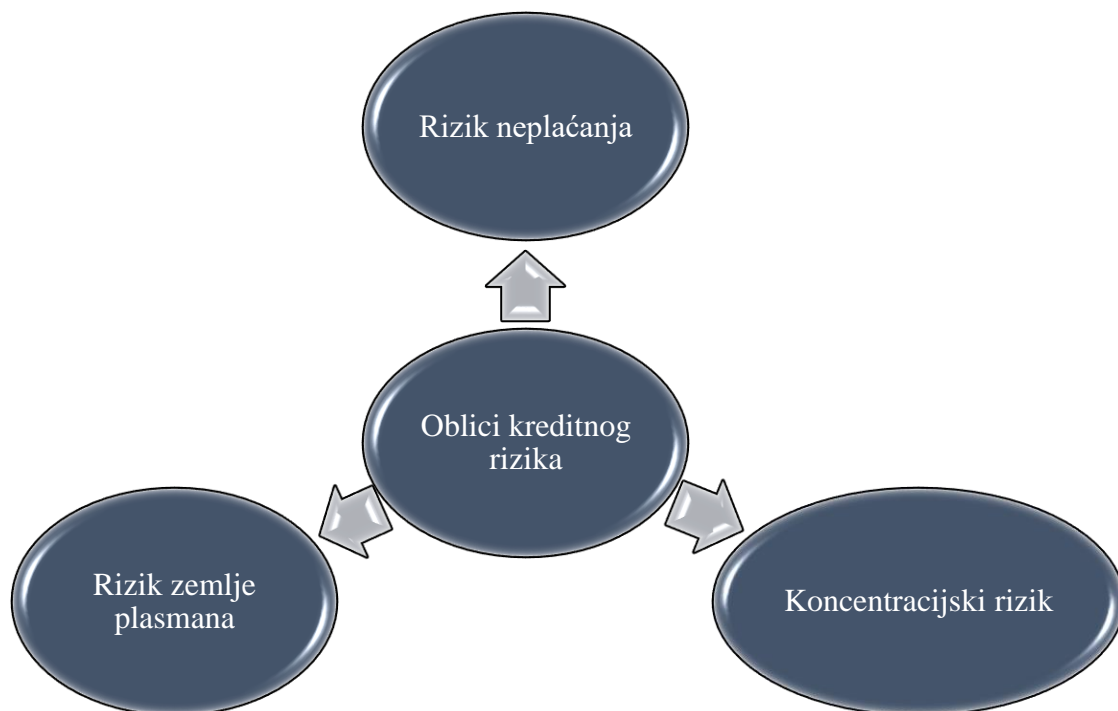 Rizik neplaćanja
Oblici kreditnog
rizika
Rizik zemlje
plasmana
Koncentracijski rizik